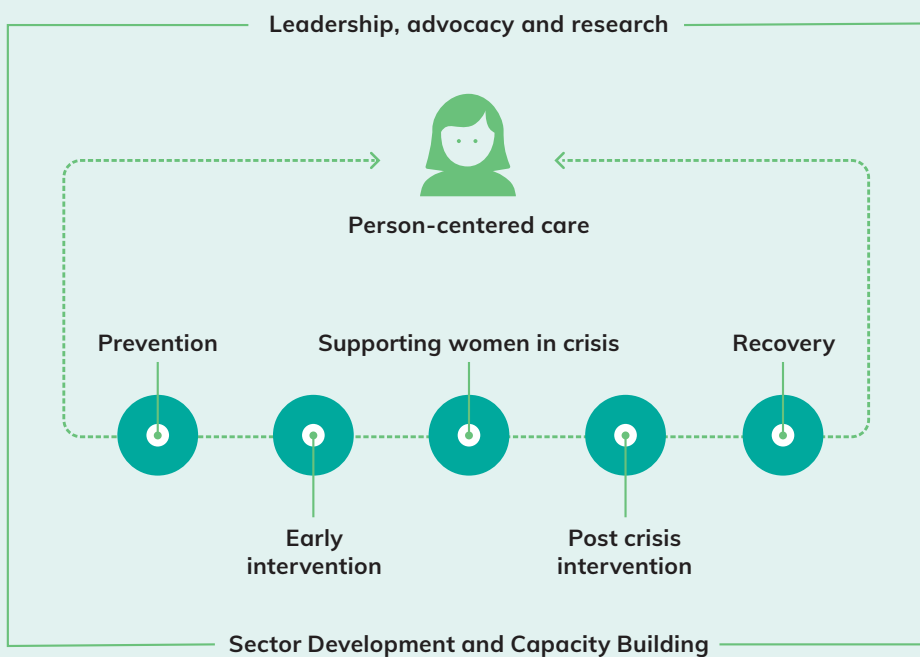 Leadership, advocacy and research
Person-centered care
Prevention
Supporting women in crisis
Recovery
Early
intervention
Post crisis
intervention
Sector Development and Capacity Building